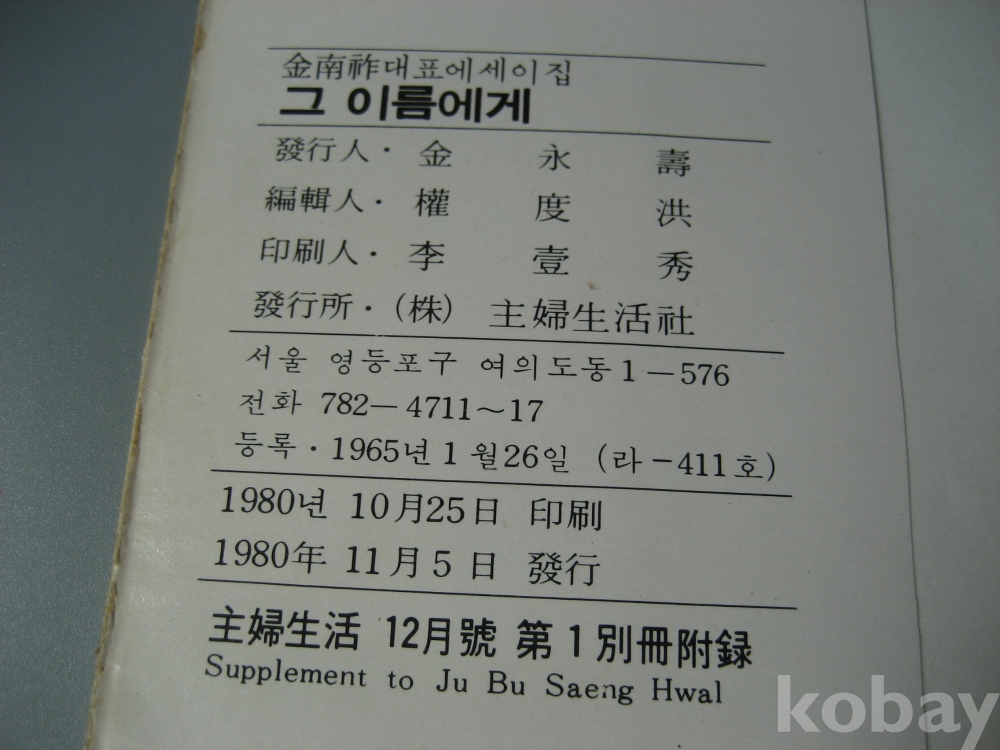 金南祚대표에세이집
그 이름에게
發行人・ 金 永 壽
編輯人・ 權 度 洪
印刷人・ 李 壹 秀
發行所・(株) 主婦生活社
서울 영등포구 여의도동1—576
전화 782—4711~17
등록・1965년1월26일 (라-411호)
1980년 10月25日 印刷
1980年 11月5日 發行
主婦生活 12月號 第1別冊附録
Supplement to Ju Bu Saeng Hwal
kobay